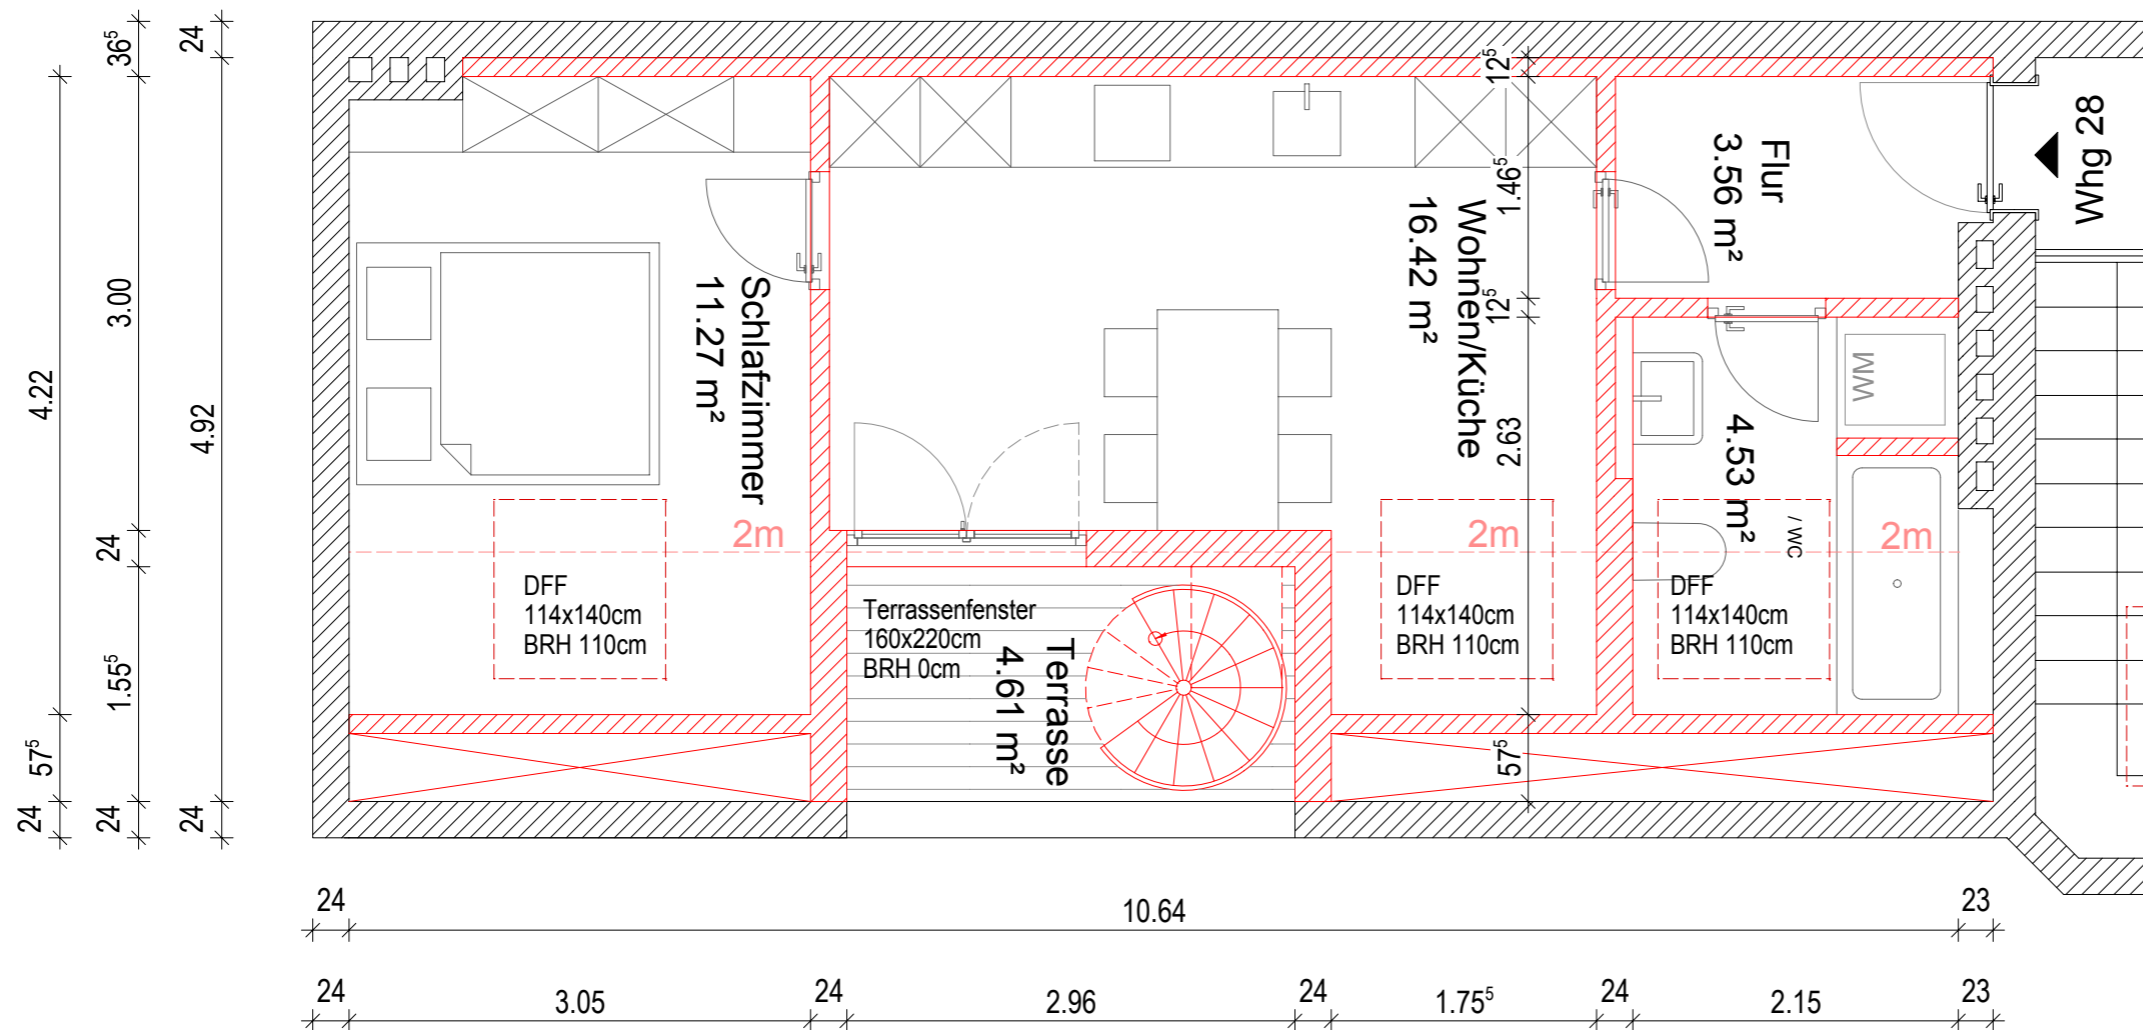 36⁵
24
4.22
3.00
4.92
24
1.55⁵
57⁵
24
24
24
Schlafzimmer
11.27 m²
2m
DFF
114x140cm
BRH 110cm
12⁵
1.46⁵
Wohnen/Küche
16.42 m²
12⁵
2.63
2m
DFF
114x140cm
BRH 110cm
57⁵
Terrassenfenster
160x220cm
BRH 0cm
Terrasse
4.61 m²
Flur
3.56 m²
Whg 28
WM
4.53 m²
/ WC
2m
DFF
114x140cm
BRH 110cm
24
10.64
23
24
3.05
24
2.96
24
1.75⁵
24
2.15
23